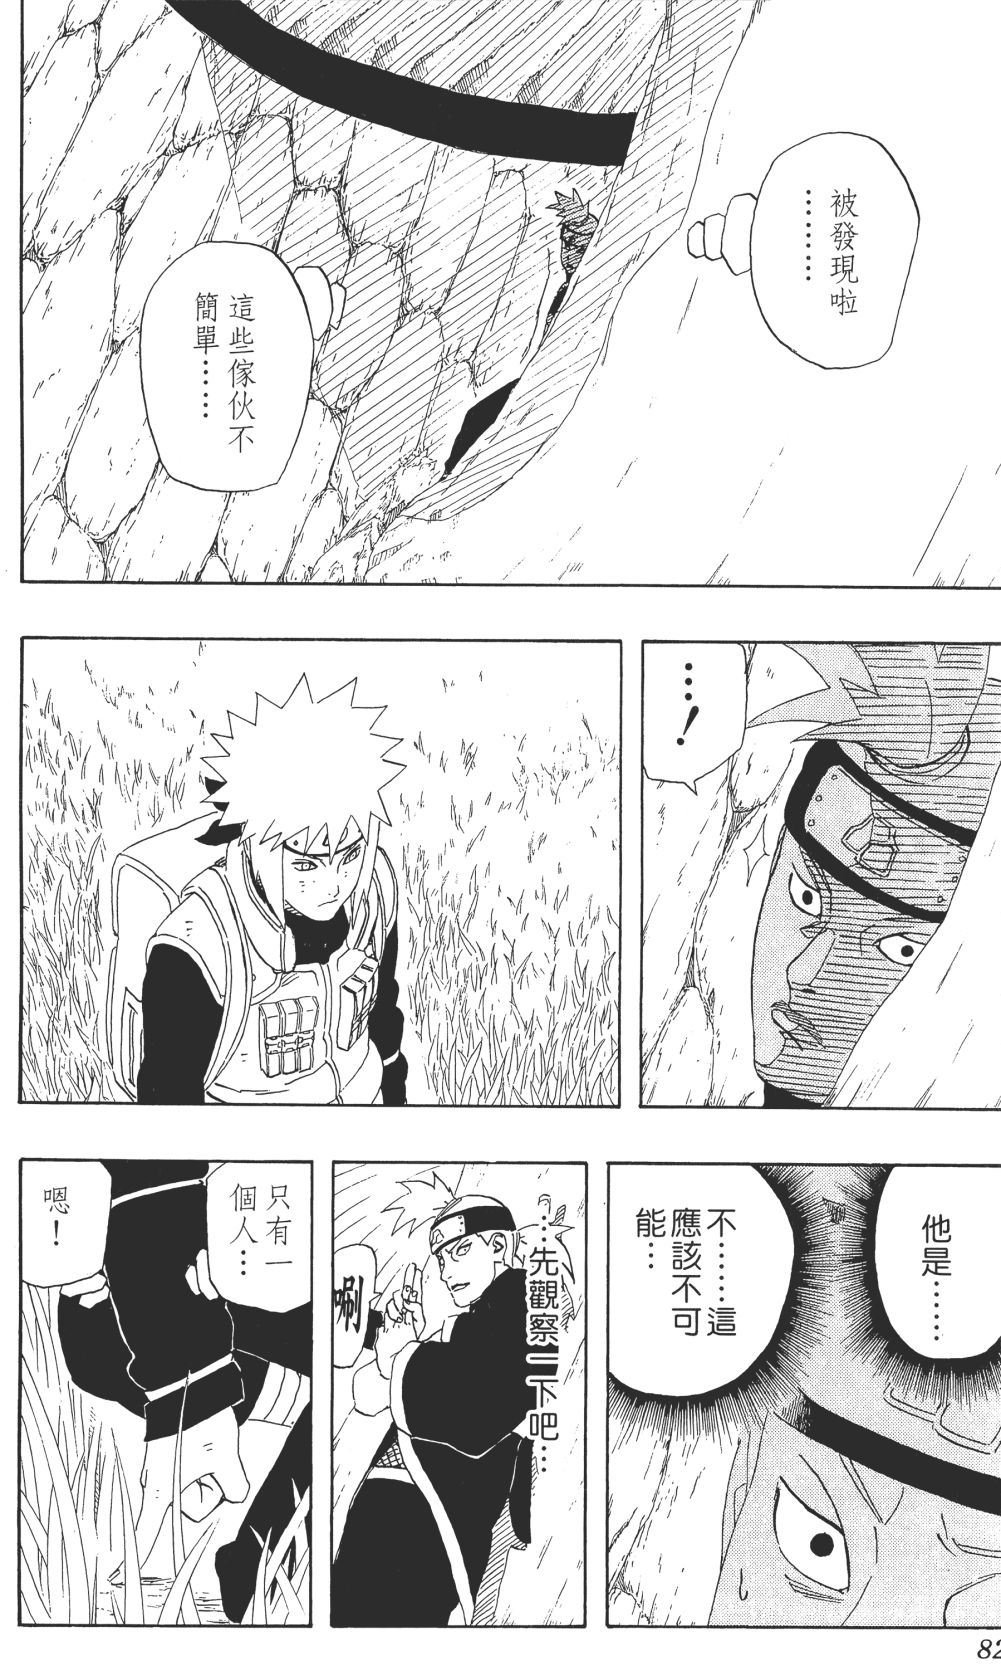 被發現啦
………
這些傢伙不
簡單……
…！
他是……
不……這
應該不可
能…
…先觀察一下吧…
唰
只有一
個人…
嗯！
82